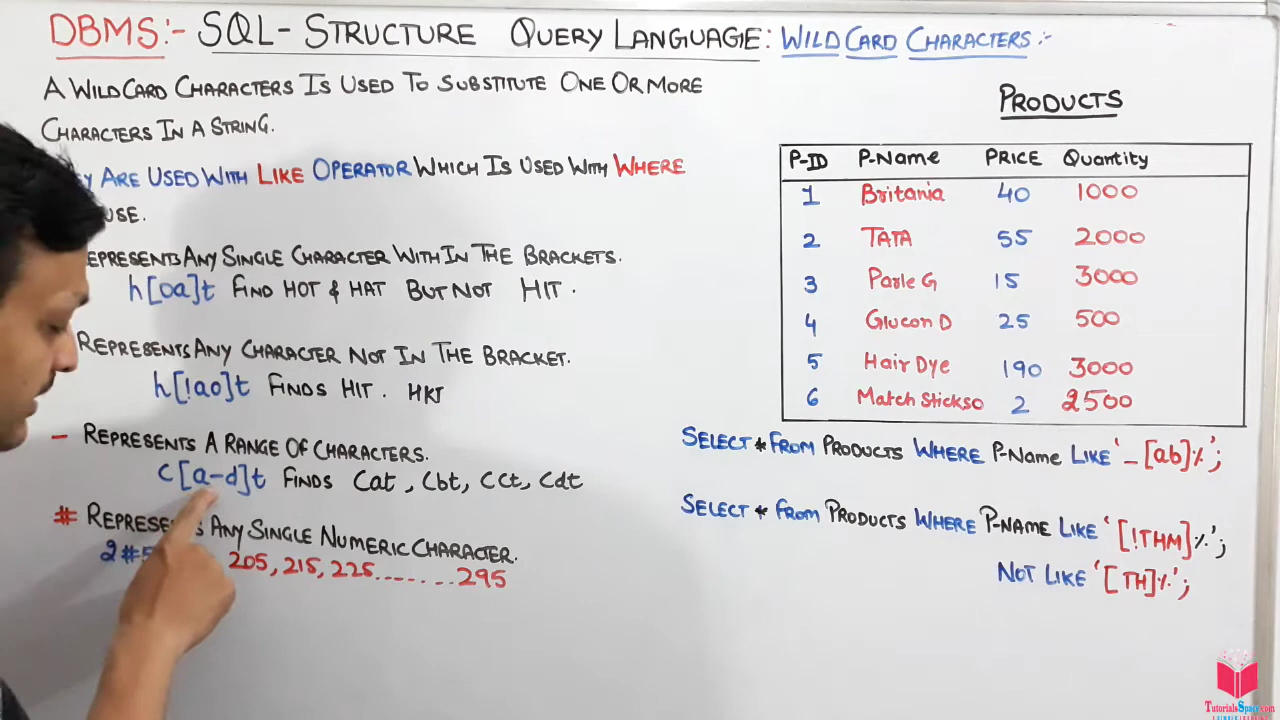 DBMS:- SQL- STRUCTURE QUERY LANGUAGE: WILD CARD CHARACTERS:-
A WILDCARD CHARACTERS IS USED TO SUBSTITUTE ONE OR MORE
CHARACTERS IN A STRING.
ARE USED WITH LIKE OPERATOR WHICH IS USED WITH WHERE
USE.
EPRESENTS ANY SINGLE CHARACTER WITH IN THE BRACKETS.
h[oa]t FIND HOT & HAT BUT NOT HIT.
REPRESENTS ANY CHARACTER NOT IN THE BRACKET.
h[!ao]t FINDS HIT. HKT
- REPRESENTS A RANGE OF CHARACTERS.
C[a-d]t FINDS Cat, Cbt, CCt, Cdt
# REPRESENTS ANY SINGLE NUMERIC CHARACTER.
2#5 205, 215, 225........295
PRODUCTS
P-ID P-Name PRICE Quantity
1 Britania 40 1000
2 TATA 55 2000
3 Parle G 15 3000
4 Glucon D 25 500
5 Hair Dye 190 3000
6 Match Stickso 2 2500
SELECT * FROM PRODUCTS WHERE P-Name LIKE '_[ab]%';
SELECT * FROM PRODUCTS WHERE P-NAME LIKE '[!THM]%';
NOT LIKE '[TH]%';
TutorialsSpace.com